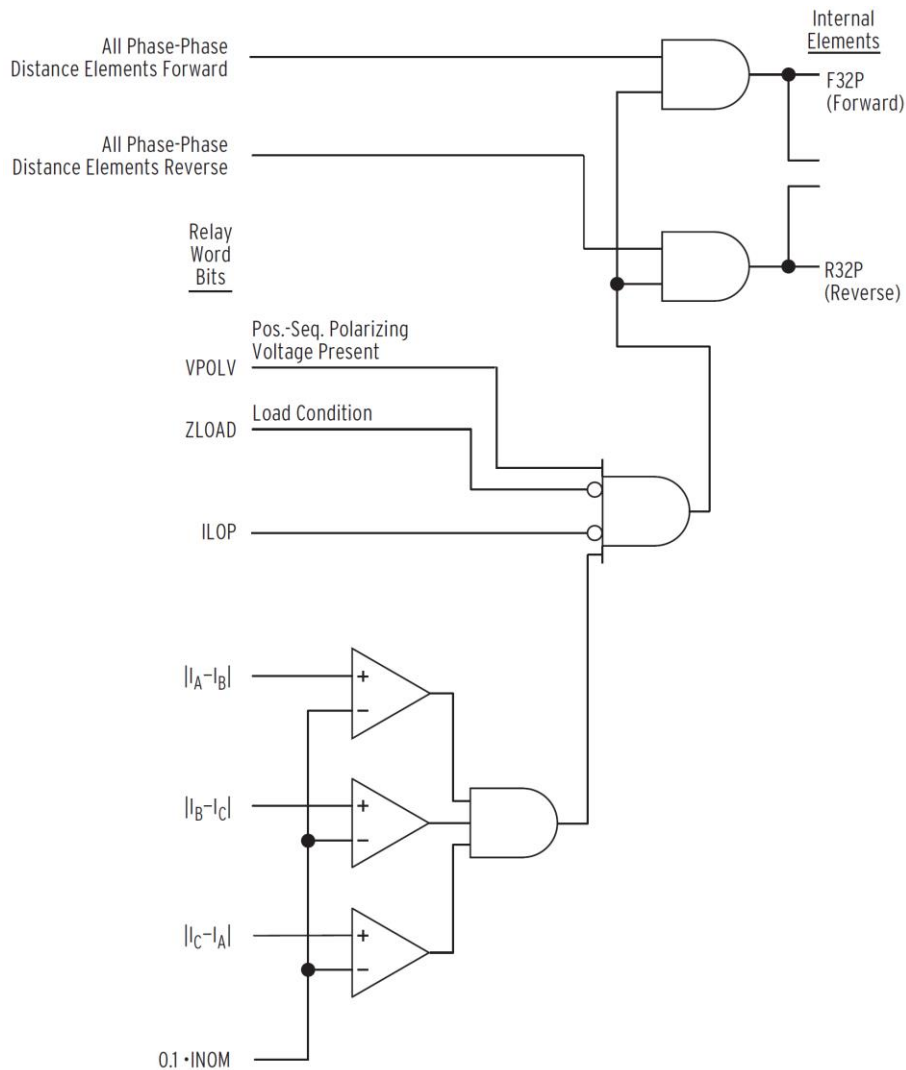 Internal
Elements
All Phase-Phase
Distance Elements Forward
F32P
(Forward)
All Phase-Phase
Distance Elements Reverse
Relay
Word
Bits
R32P
(Reverse)
Pos.-Seq. Polarizing
Voltage Present
VPOLV
Load Condition
ZLOAD
ILOP
|IA–IB|
+
–
|IB–IC|
+
–
|IC–IA|
+
–
0.1 •INOM